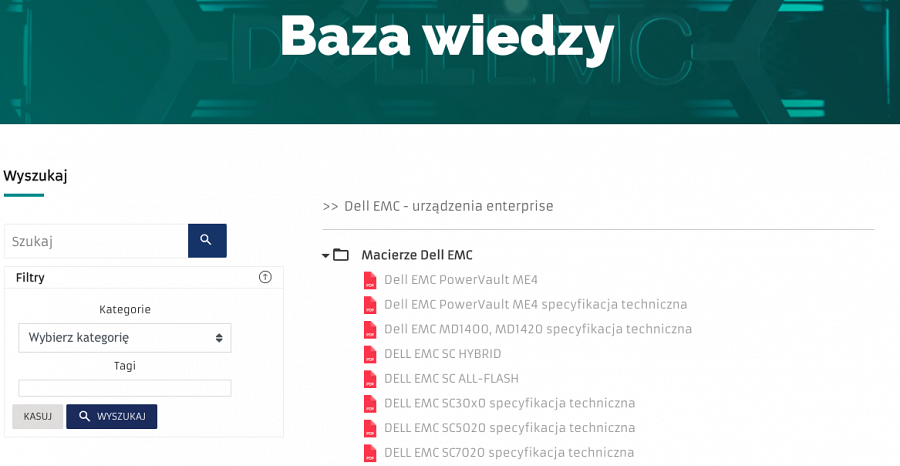 Baza wiedzy
DELL EMC
Wyszukaj
Szukaj
Filtry
Kategorie
Wybierz kategorię
Tagi
KASUJ
WYSZUKAJ
>> Dell EMC - urządzenia enterprise
Macierze Dell EMC
Dell EMC PowerVault ME4
Dell EMC PowerVault ME4 specyfikacja techniczna
Dell EMC MD1400, MD1420 specyfikacja techniczna
DELL EMC SC HYBRID
DELL EMC SC ALL-FLASH
DELL EMC SC30x0 specyfikacja techniczna
DELL EMC SC5020 specyfikacja techniczna
DELL EMC SC7020 specyfikacja techniczna